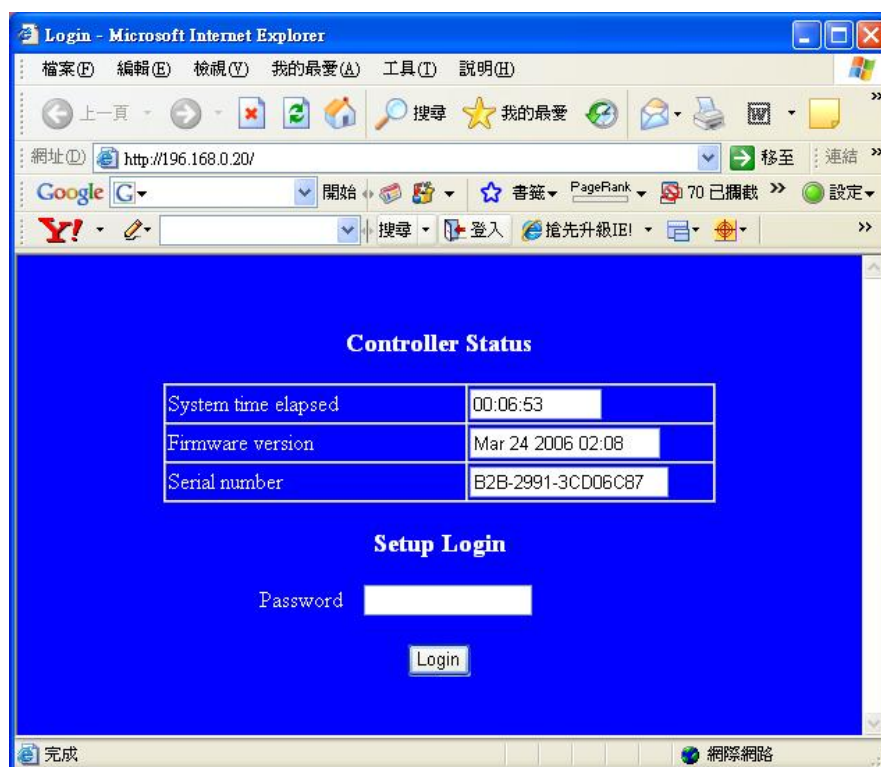 Login - Microsoft Internet Explorer
檔案(F) 編輯(E) 檢視(V) 我的最愛(A) 工具(T) 說明(H)
上一頁 搜尋 我的最愛 W »
網址(D) http://196.168.0.20/ 移至 連結 »
Google G 開始 書籤 PageRank 70 已攔截 » 設定
Y! 搜尋 登入 搶先升級IE! »
Controller Status
System time elapsed 00:06:53
Firmware version Mar 24 2006 02:08
Serial number B2B-2991-3CD06C87
Setup Login
Password
Login
完成 網際網路